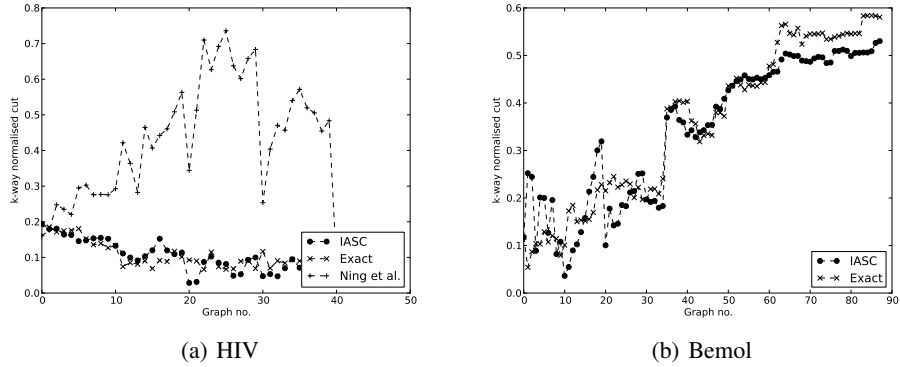 0.8
0.7
0.6
0.5
0.4
0.3
0.2
0.1
0.0
k-way normalised cut
0 10 20 30 40 50
Graph no.
IASC
Exact
Ning et al.
(a) HIV
0.6
0.5
0.4
0.3
0.2
0.1
0.0
k-way normalised cut
0 10 20 30 40 50 60 70 80 90
Graph no.
IASC
Exact
(b) Bemol